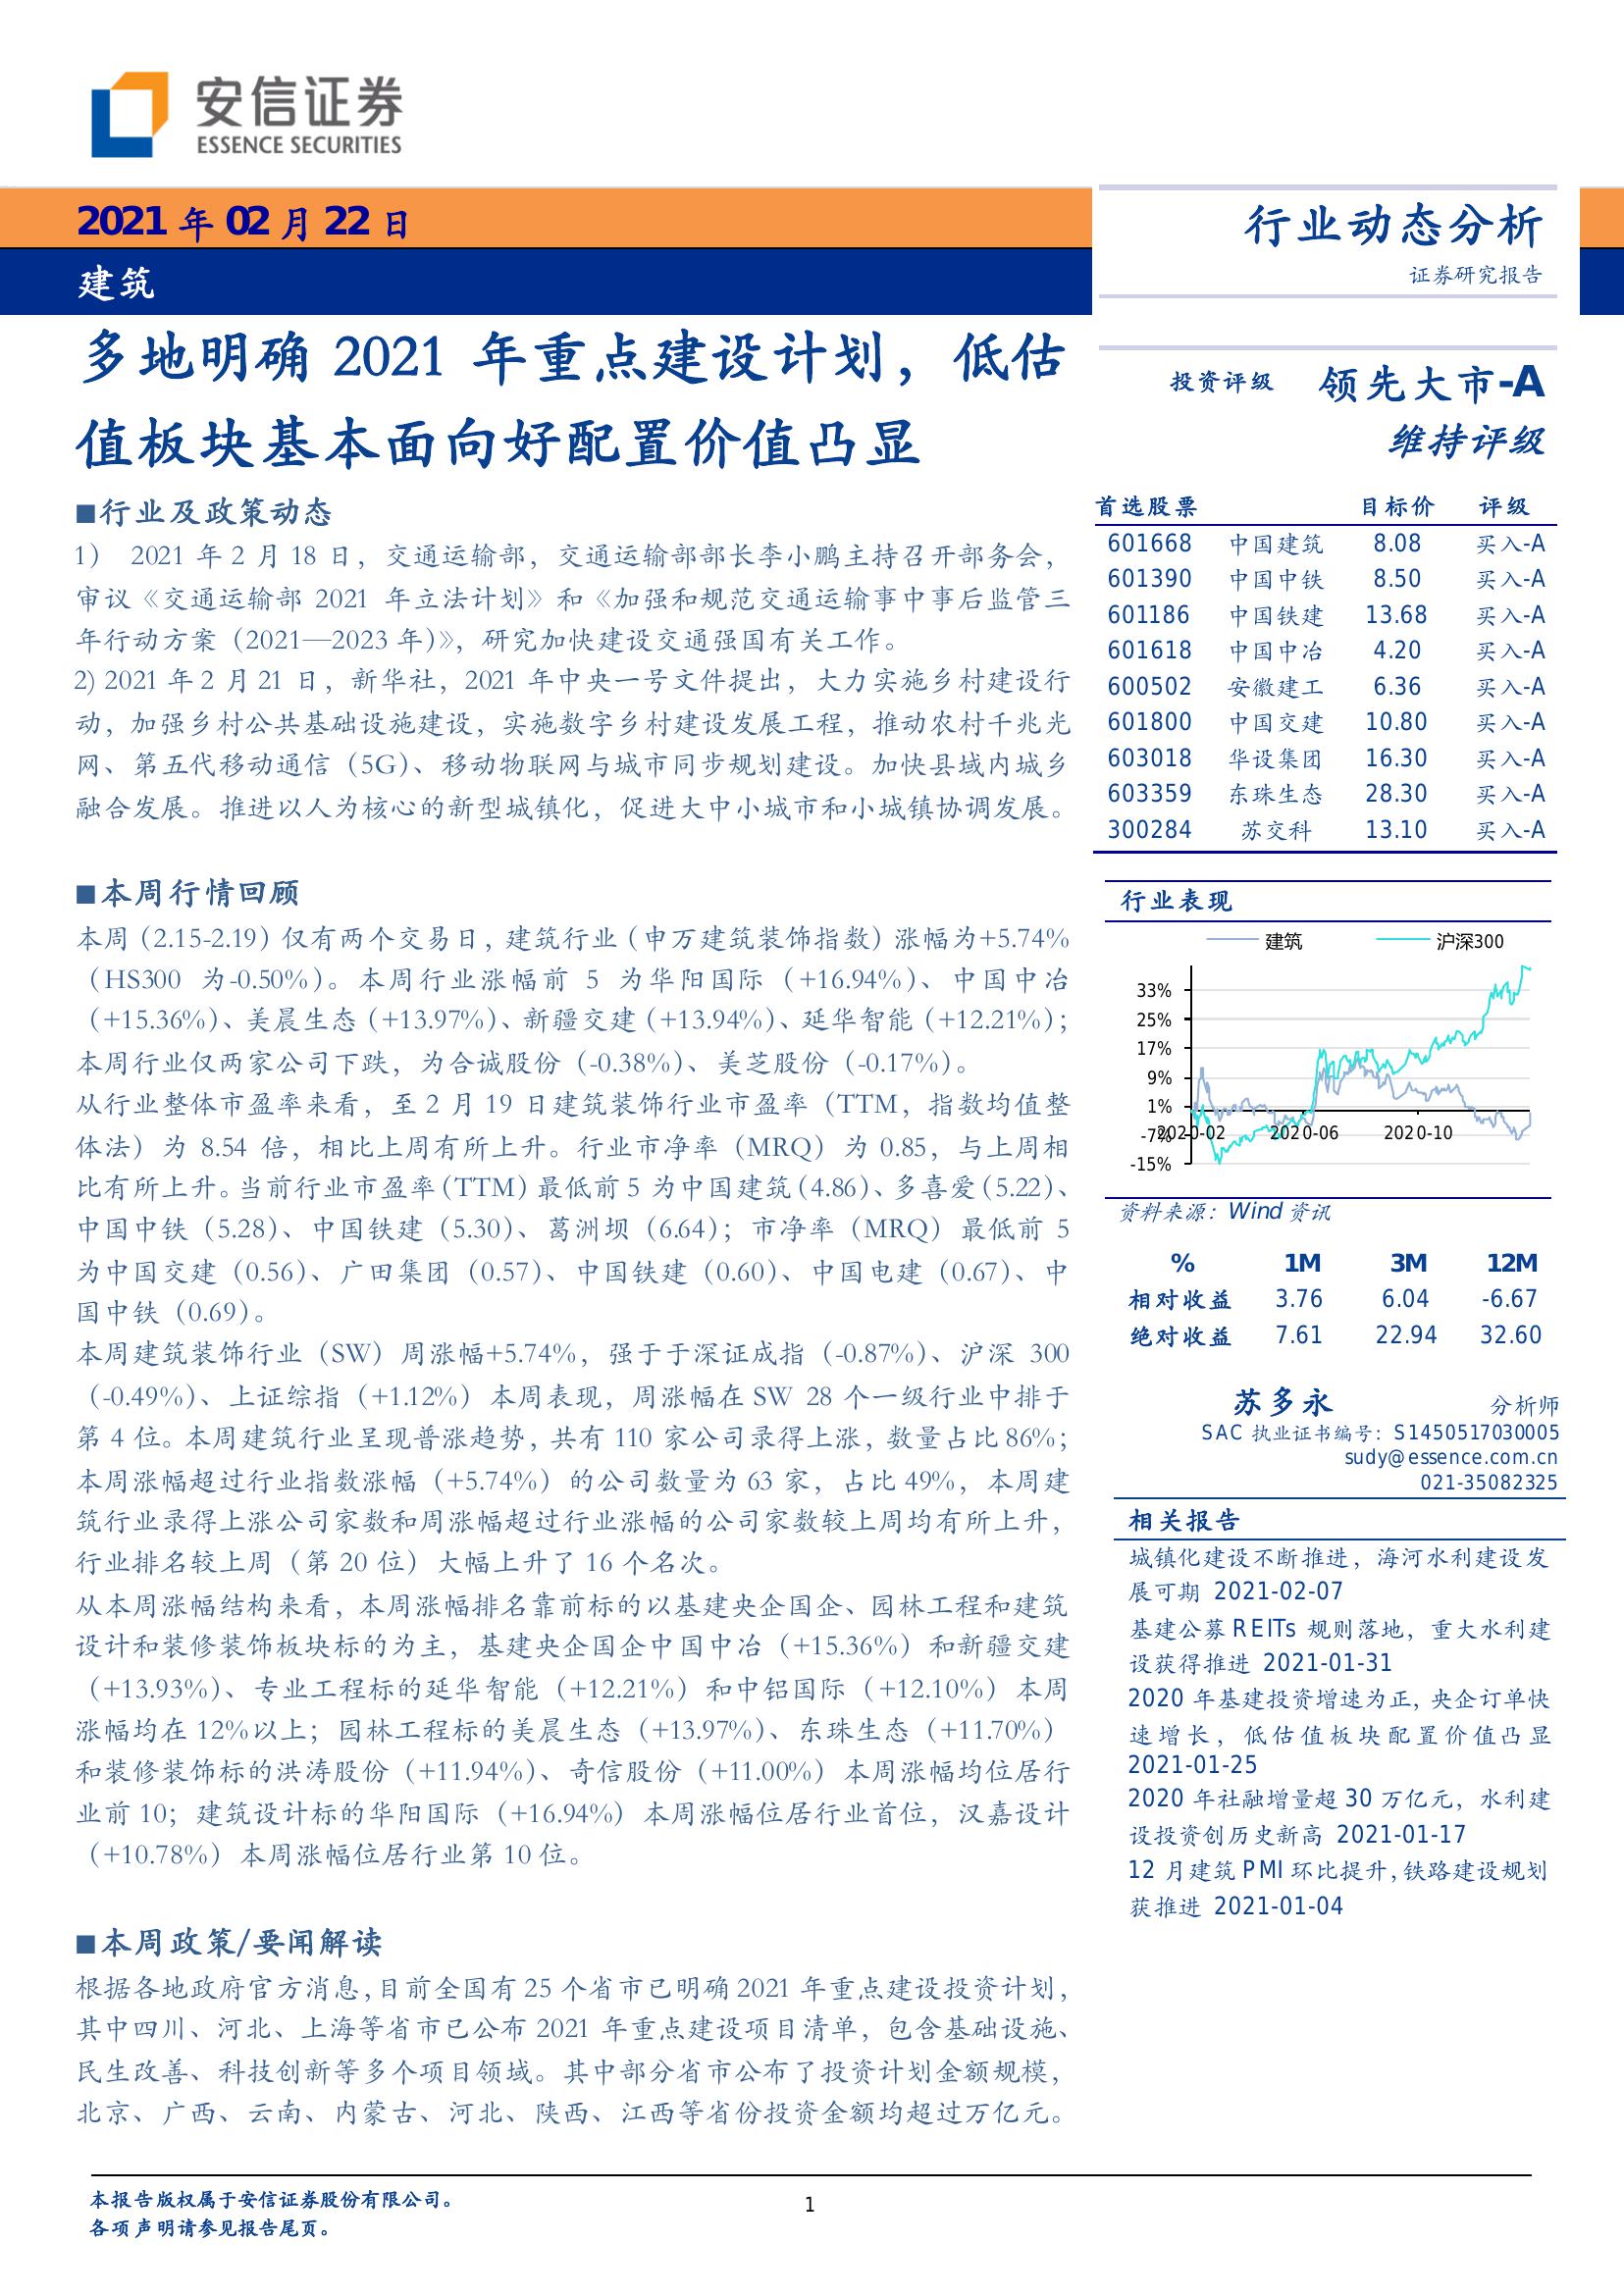 安信证券
ESSENCE SECURITIES
2021 年 02 月 22 日
建筑
行业动态分析
证券研究报告
多地明确 2021 年重点建设计划，低估
值板块基本面向好配置价值凸显
■行业及政策动态
1） 2021 年 2 月 18 日，交通运输部，交通运输部部长李小鹏主持召开部务会，
审议《交通运输部 2021 年立法计划》和《加强和规范交通运输事中事后监管三
年行动方案（2021—2023 年）》，研究加快建设交通强国有关工作。
2) 2021 年 2 月 21 日，新华社，2021 年中央一号文件提出，大力实施乡村建设行
动，加强乡村公共基础设施建设，实施数字乡村建设发展工程，推动农村千兆光
网、第五代移动通信（5G）、移动物联网与城市同步规划建设。加快县域内城乡
融合发展。推进以人为核心的新型城镇化，促进大中小城市和小城镇协调发展。
■本周行情回顾
本周（2.15-2.19）仅有两个交易日，建筑行业（申万建筑装饰指数）涨幅为+5.74%
（HS300 为-0.50%）。本周行业涨幅前 5 为华阳国际（+16.94%）、中国中冶
（+15.36%）、美晨生态（+13.97%）、新疆交建（+13.94%）、延华智能（+12.21%）；
本周行业仅两家公司下跌，为合诚股份（-0.38%）、美芝股份（-0.17%）。
从行业整体市盈率来看，至 2 月 19 日建筑装饰行业市盈率（TTM，指数均值整
体法）为 8.54 倍，相比上周有所上升。行业市净率（MRQ）为 0.85，与上周相
比有所上升。当前行业市盈率（TTM）最低前 5 为中国建筑（4.86）、多喜爱（5.22）、
中国中铁（5.28）、中国铁建（5.30）、葛洲坝（6.64）；市净率（MRQ）最低前 5
为中国交建（0.56）、广田集团（0.57）、中国铁建（0.60）、中国电建（0.67）、中
国中铁（0.69）。
本周建筑装饰行业（SW）周涨幅+5.74%，强于于深证成指（-0.87%）、沪深 300
（-0.49%）、上证综指（+1.12%）本周表现，周涨幅在 SW 28 个一级行业中排于
第 4 位。本周建筑行业呈现普涨趋势，共有 110 家公司录得上涨，数量占比 86%；
本周涨幅超过行业指数涨幅（+5.74%）的公司数量为 63 家，占比 49%，本周建
筑行业录得上涨公司家数和周涨幅超过行业涨幅的公司家数较上周均有所上升，
行业排名较上周（第 20 位）大幅上升了 16 个名次。
从本周涨幅结构来看，本周涨幅排名靠前标的以基建央企国企、园林工程和建筑
设计和装修装饰板块标的为主，基建央企国企中国中冶（+15.36%）和新疆交建
（+13.93%）、专业工程标的延华智能（+12.21%）和中铝国际（+12.10%）本周
涨幅均在 12%以上；园林工程标的美晨生态（+13.97%）、东珠生态（+11.70%）
和装修装饰标的洪涛股份（+11.94%）、奇信股份（+11.00%）本周涨幅均位居行
业前 10；建筑设计标的华阳国际（+16.94%）本周涨幅位居行业首位，汉嘉设计
（+10.78%）本周涨幅位居行业第 10 位。
■本周政策/要闻解读
根据各地政府官方消息，目前全国有 25 个省市已明确 2021 年重点建设投资计划，
其中四川、河北、上海等省市已公布 2021 年重点建设项目清单，包含基础设施、
民生改善、科技创新等多个项目领域。其中部分省市公布了投资计划金额规模，
北京、广西、云南、内蒙古、河北、陕西、江西等省份投资金额均超过万亿元。
投资评级 领先大市-A
维持评级
首选股票 目标价 评级
601668 中国建筑 8.08 买入-A
601390 中国中铁 8.50 买入-A
601186 中国铁建 13.68 买入-A
601618 中国中冶 4.20 买入-A
600502 安徽建工 6.36 买入-A
601800 中国交建 10.80 买入-A
603018 华设集团 16.30 买入-A
603359 东珠生态 28.30 买入-A
300284 苏交科 13.10 买入-A
行业表现
建筑 沪深300
33%
25%
17%
9%
1%
-7%
-15%
2020-02 2020-06 2020-10
资料来源：Wind 资讯
% 1M 3M 12M
相对收益 3.76 6.04 -6.67
绝对收益 7.61 22.94 32.60
苏多永 分析师
SAC 执业证书编号：S1450517030005
sudy@essence.com.cn
021-35082325
相关报告
城镇化建设不断推进，海河水利建设发
展可期 2021-02-07
基建公募 REITs 规则落地，重大水利建
设获得推进 2021-01-31
2020 年基建投资增速为正，央企订单快
速增长，低估值板块配置价值凸显
2021-01-25
2020 年社融增量超 30 万亿元，水利建
设投资创历史新高 2021-01-17
12 月建筑 PMI 环比提升，铁路建设规划
获推进 2021-01-04
本报告版权属于安信证券股份有限公司。
各项声明请参见报告尾页。
1